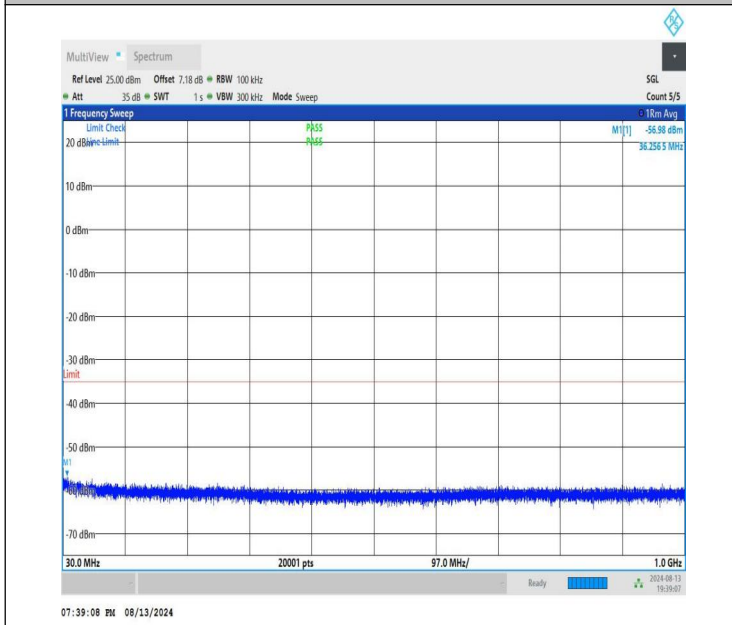 MultiView Spectrum
Ref Level 25.00 dBm Offset 7.18 dB RBW 100 kHz SGL
Att 35 dB SWT 1 s VBW 300 kHz Mode Sweep Count 5/5
1 Frequency Sweep 1Rm Avg
Limit Check PASS M1[1] -56.98 dBm
20 dBm Line Limit PASS 36.256 5 MHz
10 dBm
0 dBm
-10 dBm
-20 dBm
-30 dBm
Limit
-40 dBm
-50 dBm
M1
-70 dBm
30.0 MHz 20001 pts 97.0 MHz/ 1.0 GHz
Ready 2024-08-13
19:39:07
07:39:08 PM 08/13/2024